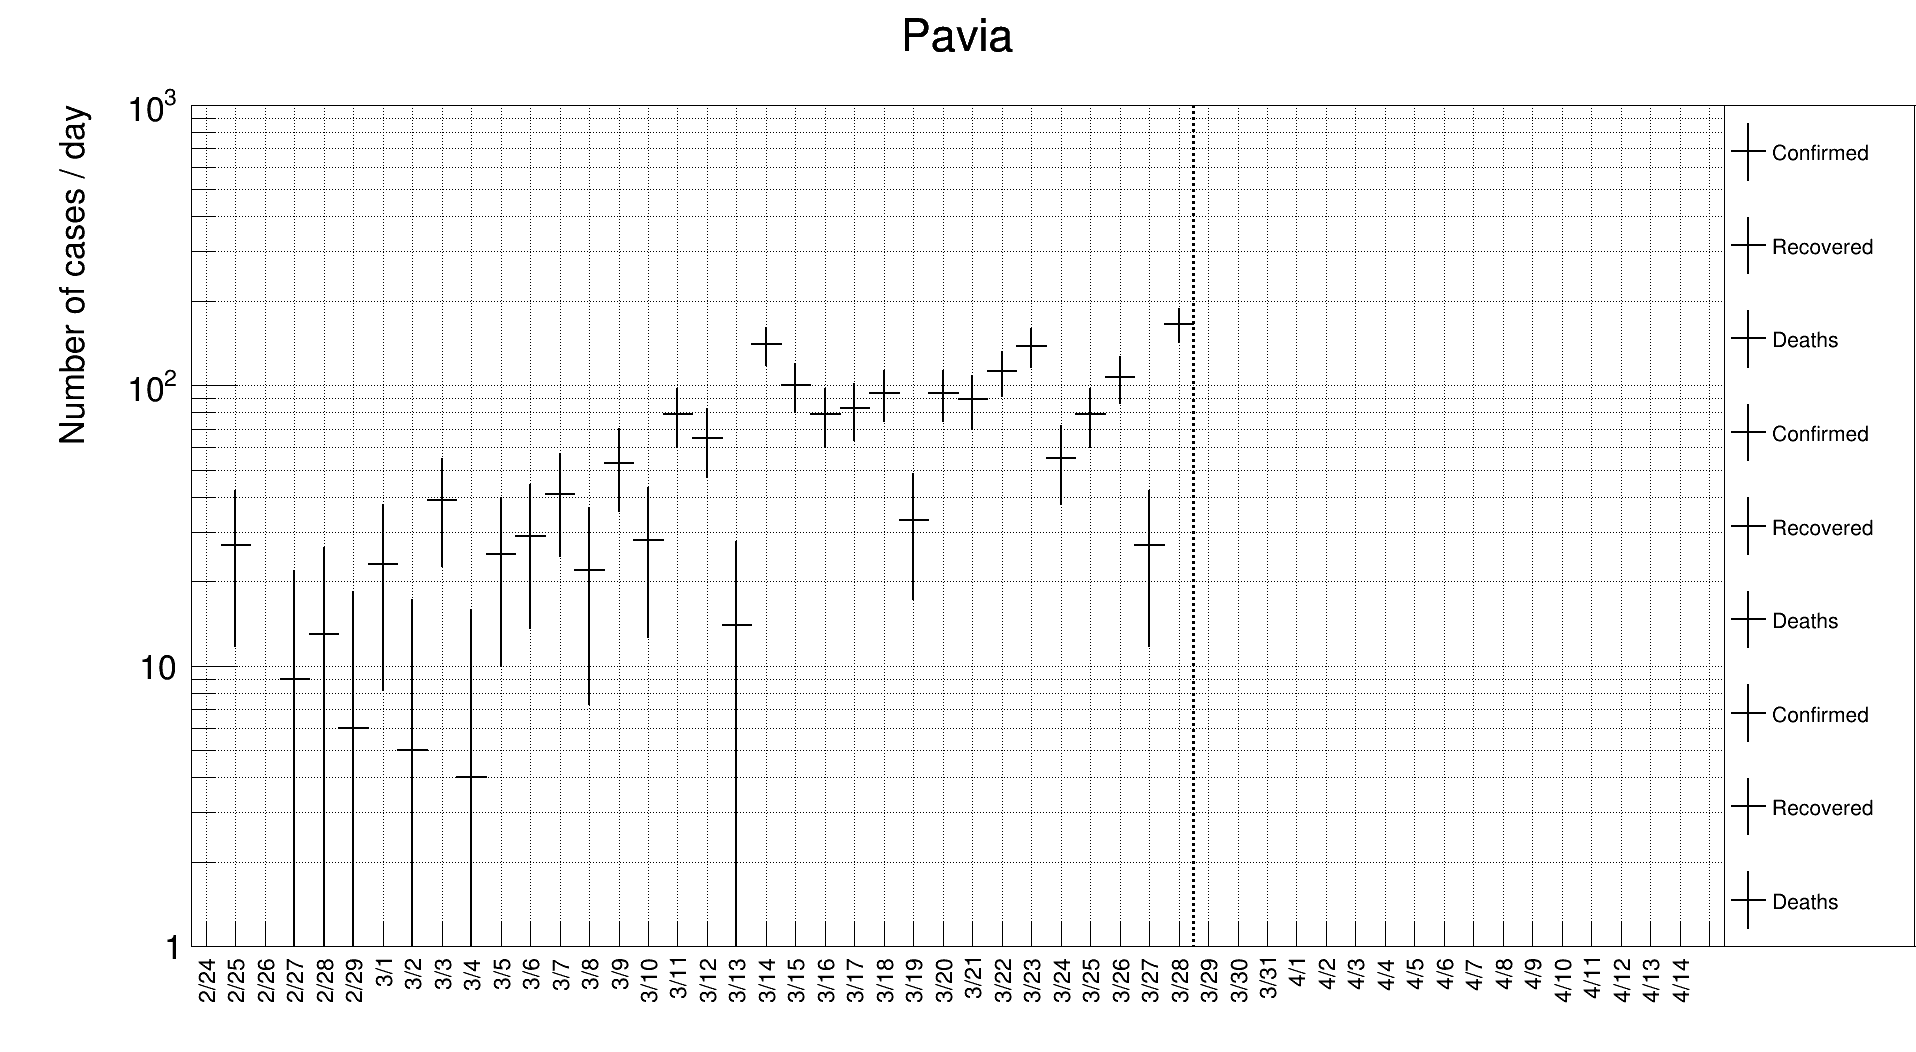 Pavia
Number of cases / day
10³
10²
10
1
2/24 2/25 2/26 2/27 2/28 2/29 3/1 3/2 3/3 3/4 3/5 3/6 3/7 3/8 3/9 3/10 3/11 3/12 3/13 3/14 3/15 3/16 3/17 3/18 3/19 3/20 3/21 3/22 3/23 3/24 3/25 3/26 3/27 3/28 3/29 3/30 3/31 4/1 4/2 4/3 4/4 4/5 4/6 4/7 4/8 4/9 4/10 4/11 4/12 4/13 4/14
Confirmed
Recovered
Deaths
Confirmed
Recovered
Deaths
Confirmed
Recovered
Deaths